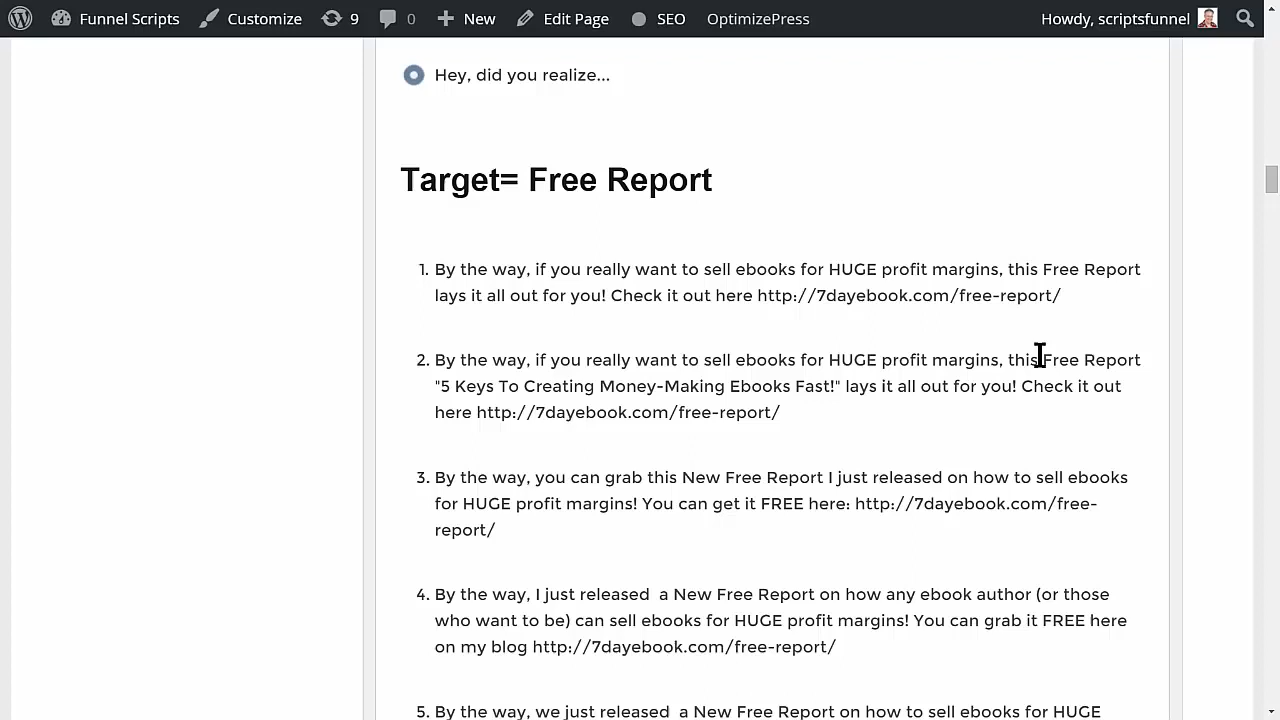 Funnel Scripts Customize 9 0 New Edit Page SEO OptimizePress Howdy, scriptsfunnel
Hey, did you realize...
Target= Free Report
1. By the way, if you really want to sell ebooks for HUGE profit margins, this Free Report
lays it all out for you! Check it out here http://7dayebook.com/free-report/
2. By the way, if you really want to sell ebooks for HUGE profit margins, this Free Report
"5 Keys To Creating Money-Making Ebooks Fast!" lays it all out for you! Check it out
here http://7dayebook.com/free-report/
3. By the way, you can grab this New Free Report I just released on how to sell ebooks
for HUGE profit margins! You can get it FREE here: http://7dayebook.com/free-
report/
4. By the way, I just released  a New Free Report on how any ebook author (or those
who want to be) can sell ebooks for HUGE profit margins! You can grab it FREE here
on my blog http://7dayebook.com/free-report/
5. By the way, we just released  a New Free Report on how to sell ebooks for HUGE